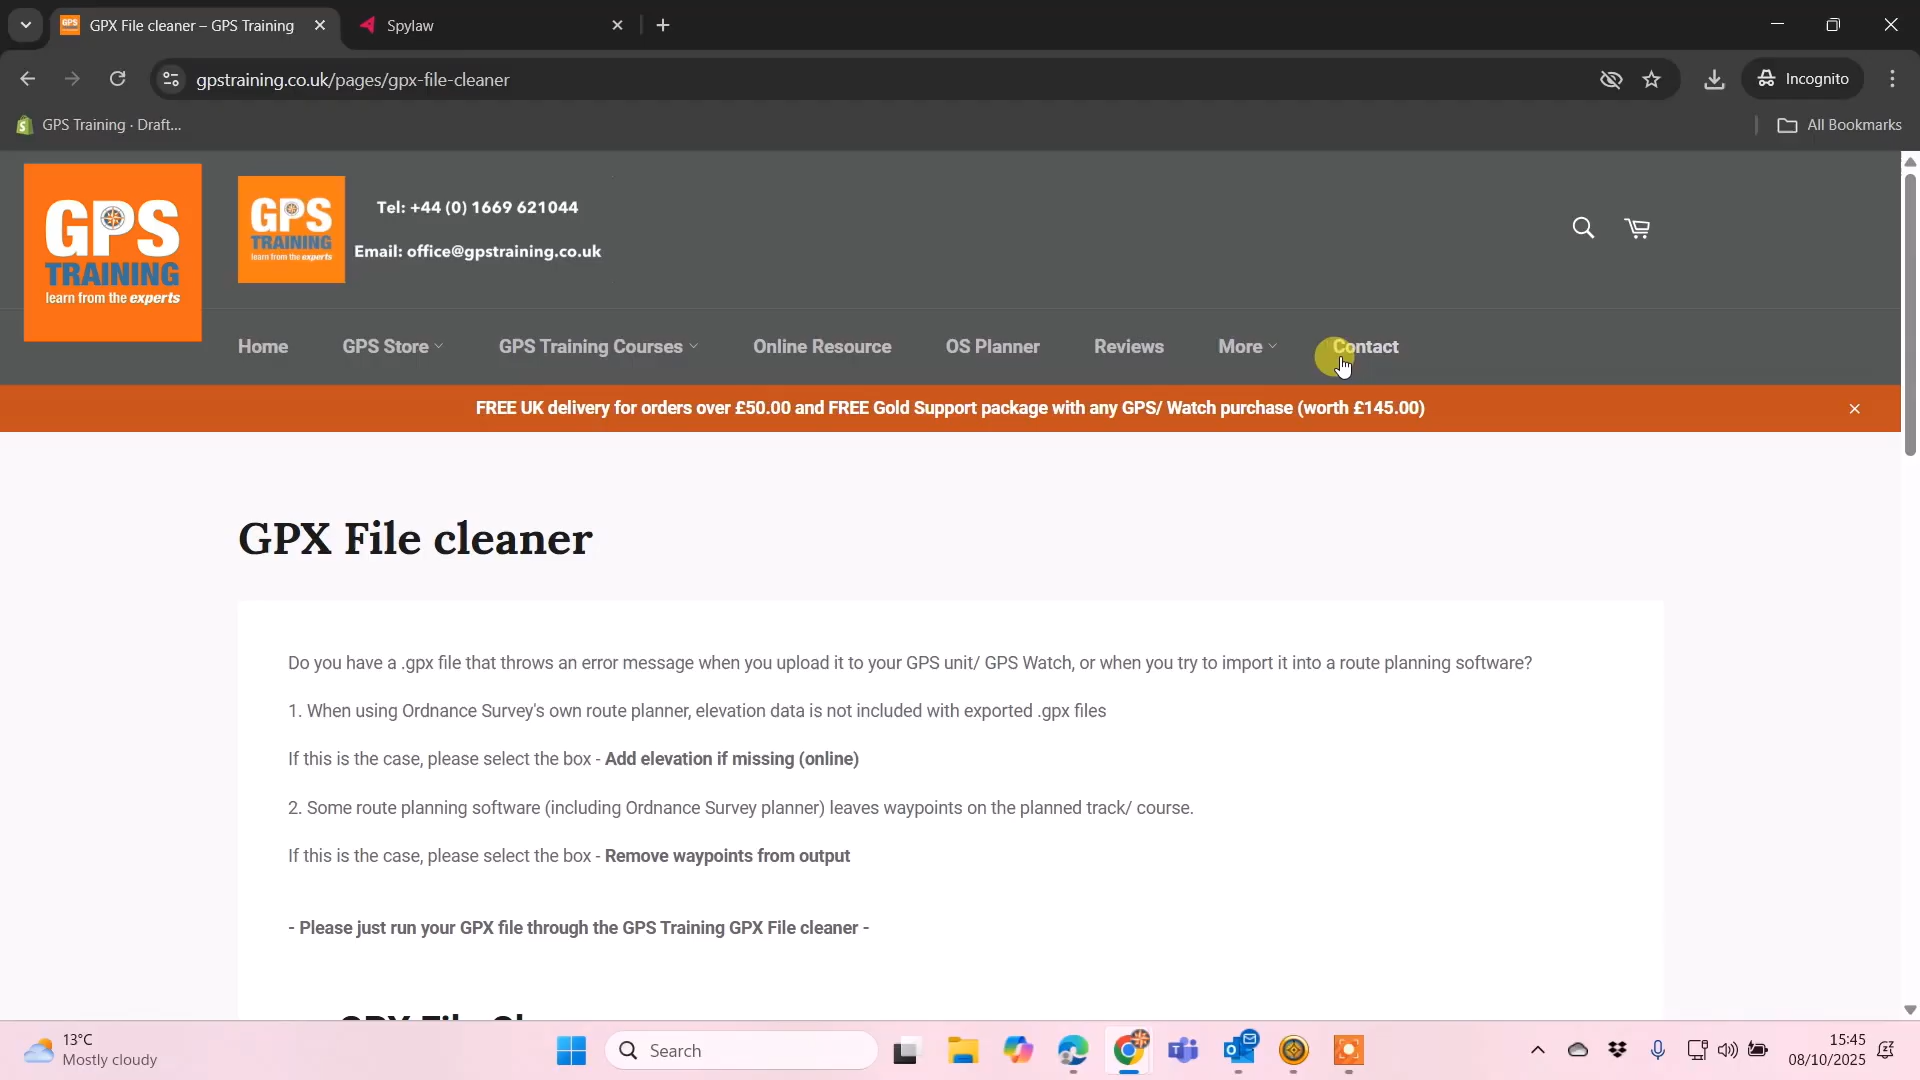 GPX File cleaner – GPS Training
Spylaw
gpstraining.co.uk/pages/gpx-file-cleaner
Incognito
GPS Training · Draft...
All Bookmarks
GPS
TRAINING
learn from the experts
GPS
TRAINING
learn from the experts
Tel: +44 (0) 1669 621044
Email: office@gpstraining.co.uk
Home
GPS Store
GPS Training Courses
Online Resource
OS Planner
Reviews
More
Contact
FREE UK delivery for orders over £50.00 and FREE Gold Support package with any GPS/ Watch purchase (worth £145.00)
GPX File cleaner
Do you have a .gpx file that throws an error message when you upload it to your GPS unit/ GPS Watch, or when you try to import it into a route planning software?
1. When using Ordnance Survey's own route planner, elevation data is not included with exported .gpx files
If this is the case, please select the box - Add elevation if missing (online)
2. Some route planning software (including Ordnance Survey planner) leaves waypoints on the planned track/ course.
If this is the case, please select the box - Remove waypoints from output
- Please just run your GPX file through the GPS Training GPX File cleaner -
13°C
Mostly cloudy
Search
15:45
08/10/2025